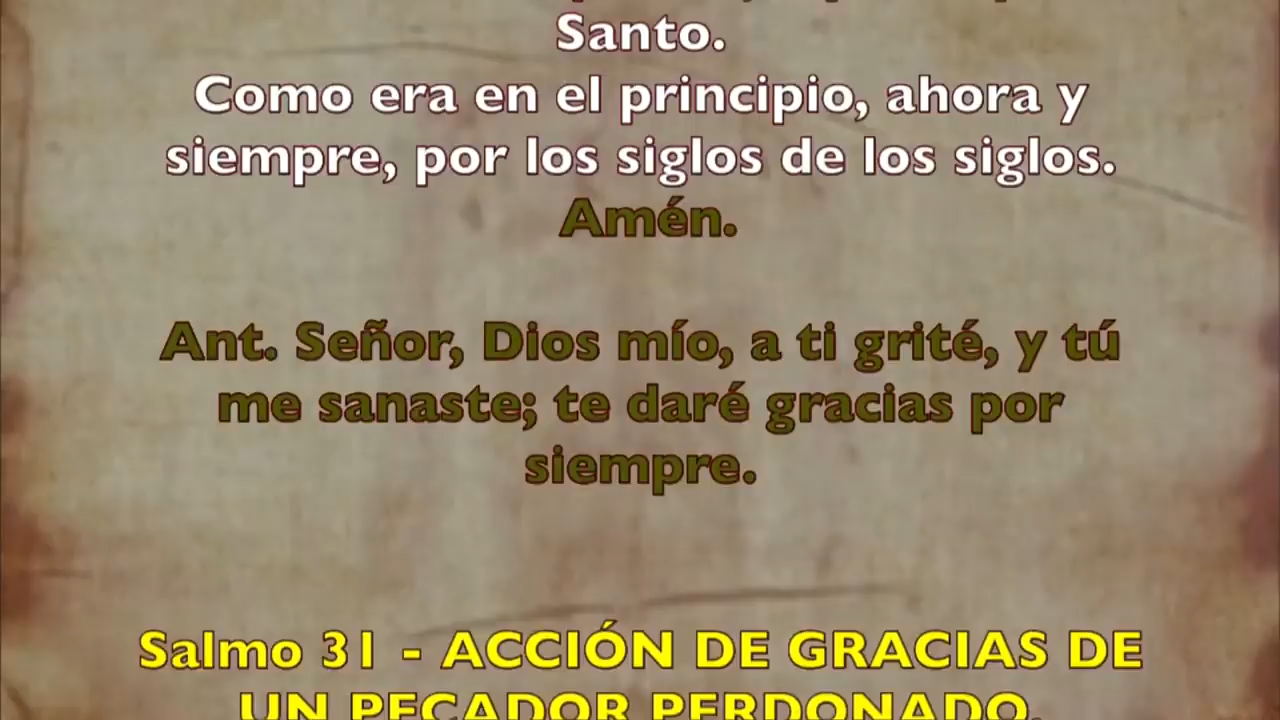 Santo.
Como era en el principio, ahora y
siempre, por los siglos de los siglos.
Amén.
Ant. Señor, Dios mío, a ti grité, y tú
me sanaste; te daré gracias por
siempre.
Salmo 31 - ACCIÓN DE GRACIAS DE
UN PECADOR PERDONADO.